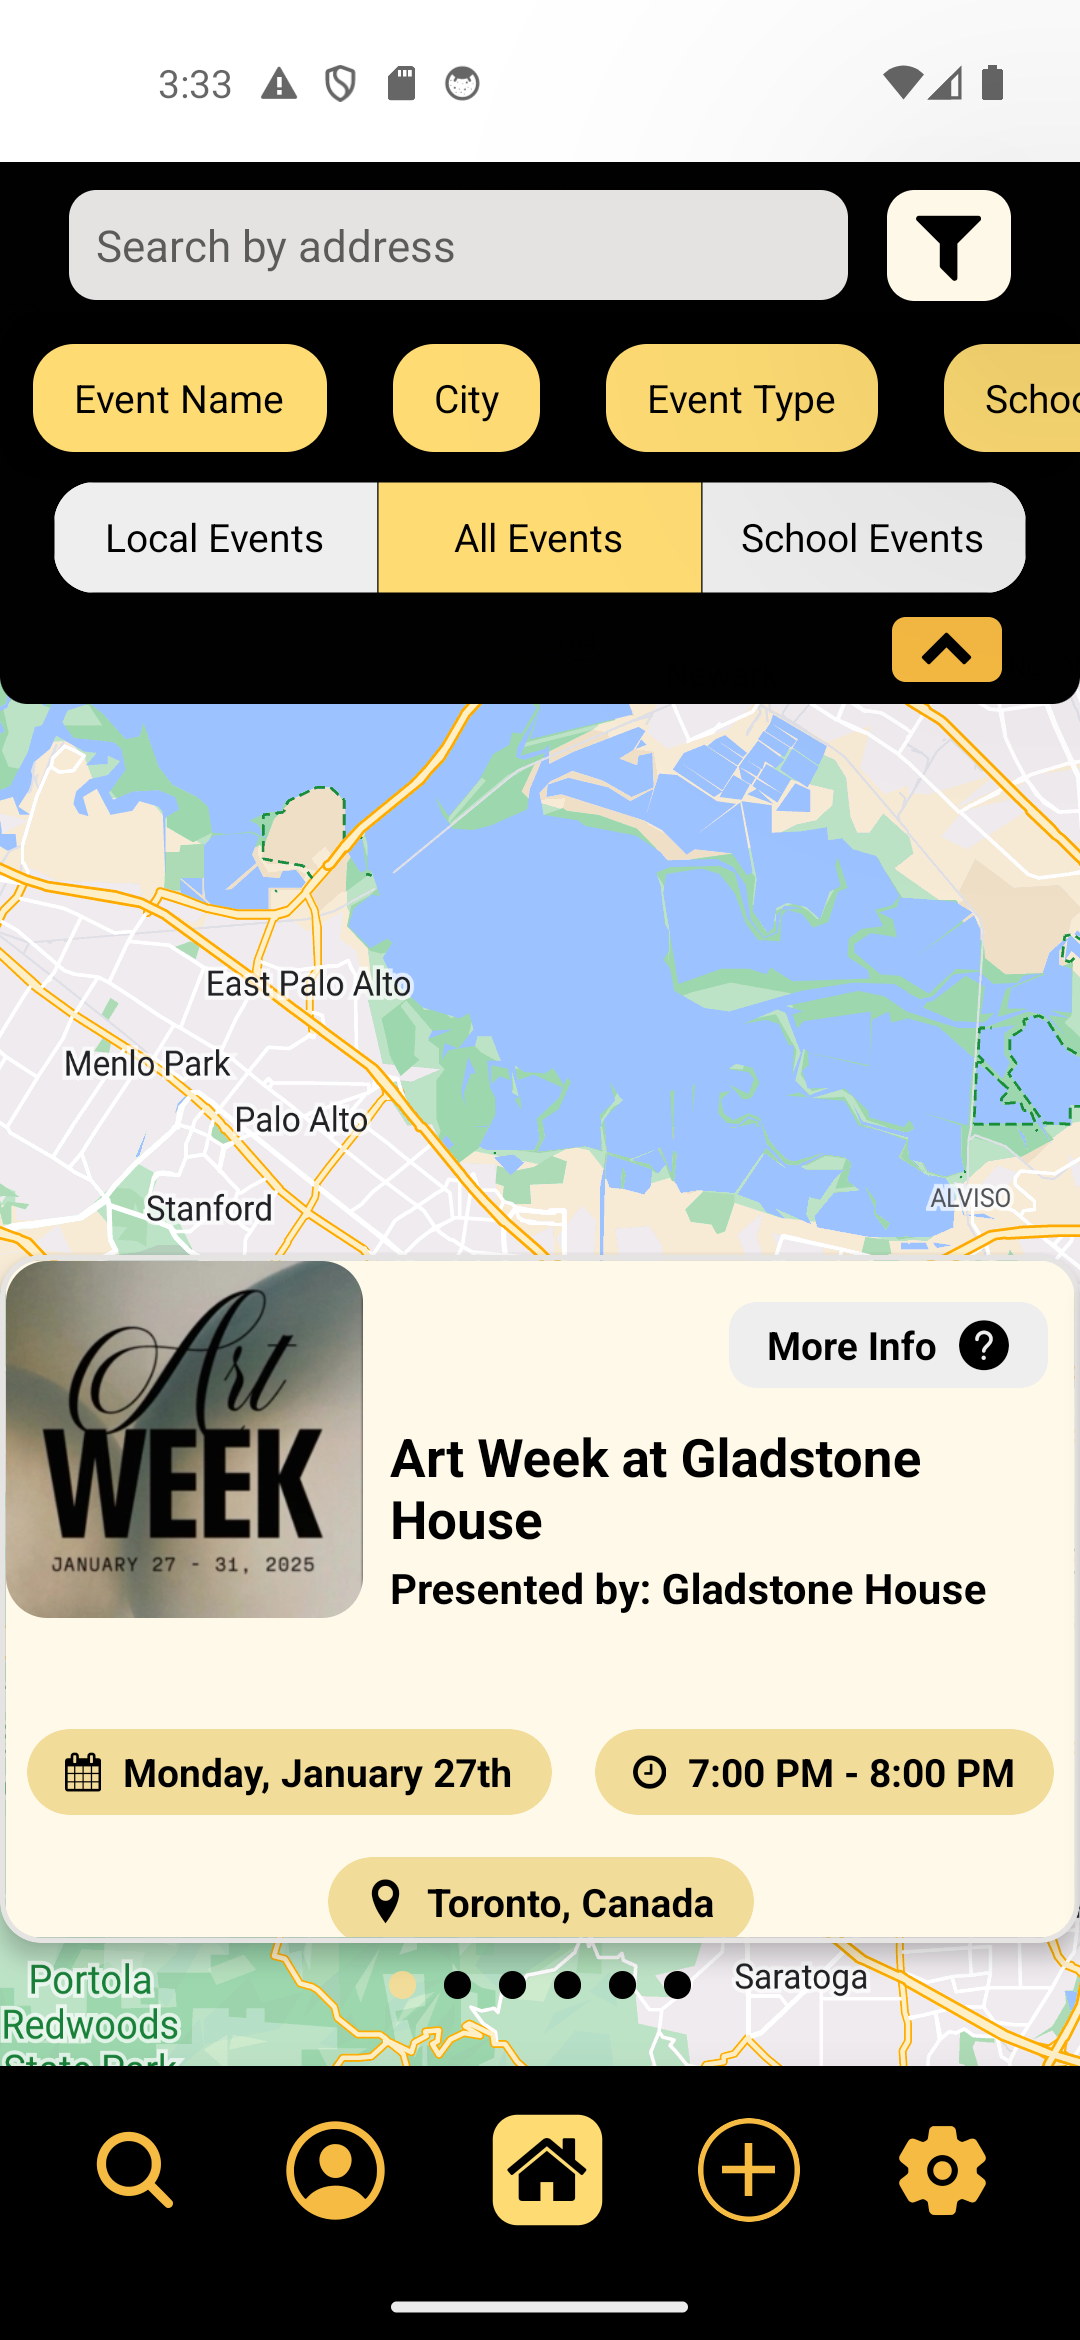 3:33
Search by address
Event Name
City
Event Type
Schoo
Local Events
All Events
School Events
East Palo Alto
Menlo Park
Palo Alto
Stanford
ALVISO
Art
WEEK
JANUARY 27 - 31, 2025
More Info
Art Week at Gladstone
House
Presented by: Gladstone House
Monday, January 27th
7:00 PM - 8:00 PM
Toronto, Canada
Portola
Redwoods
State Park
Saratoga